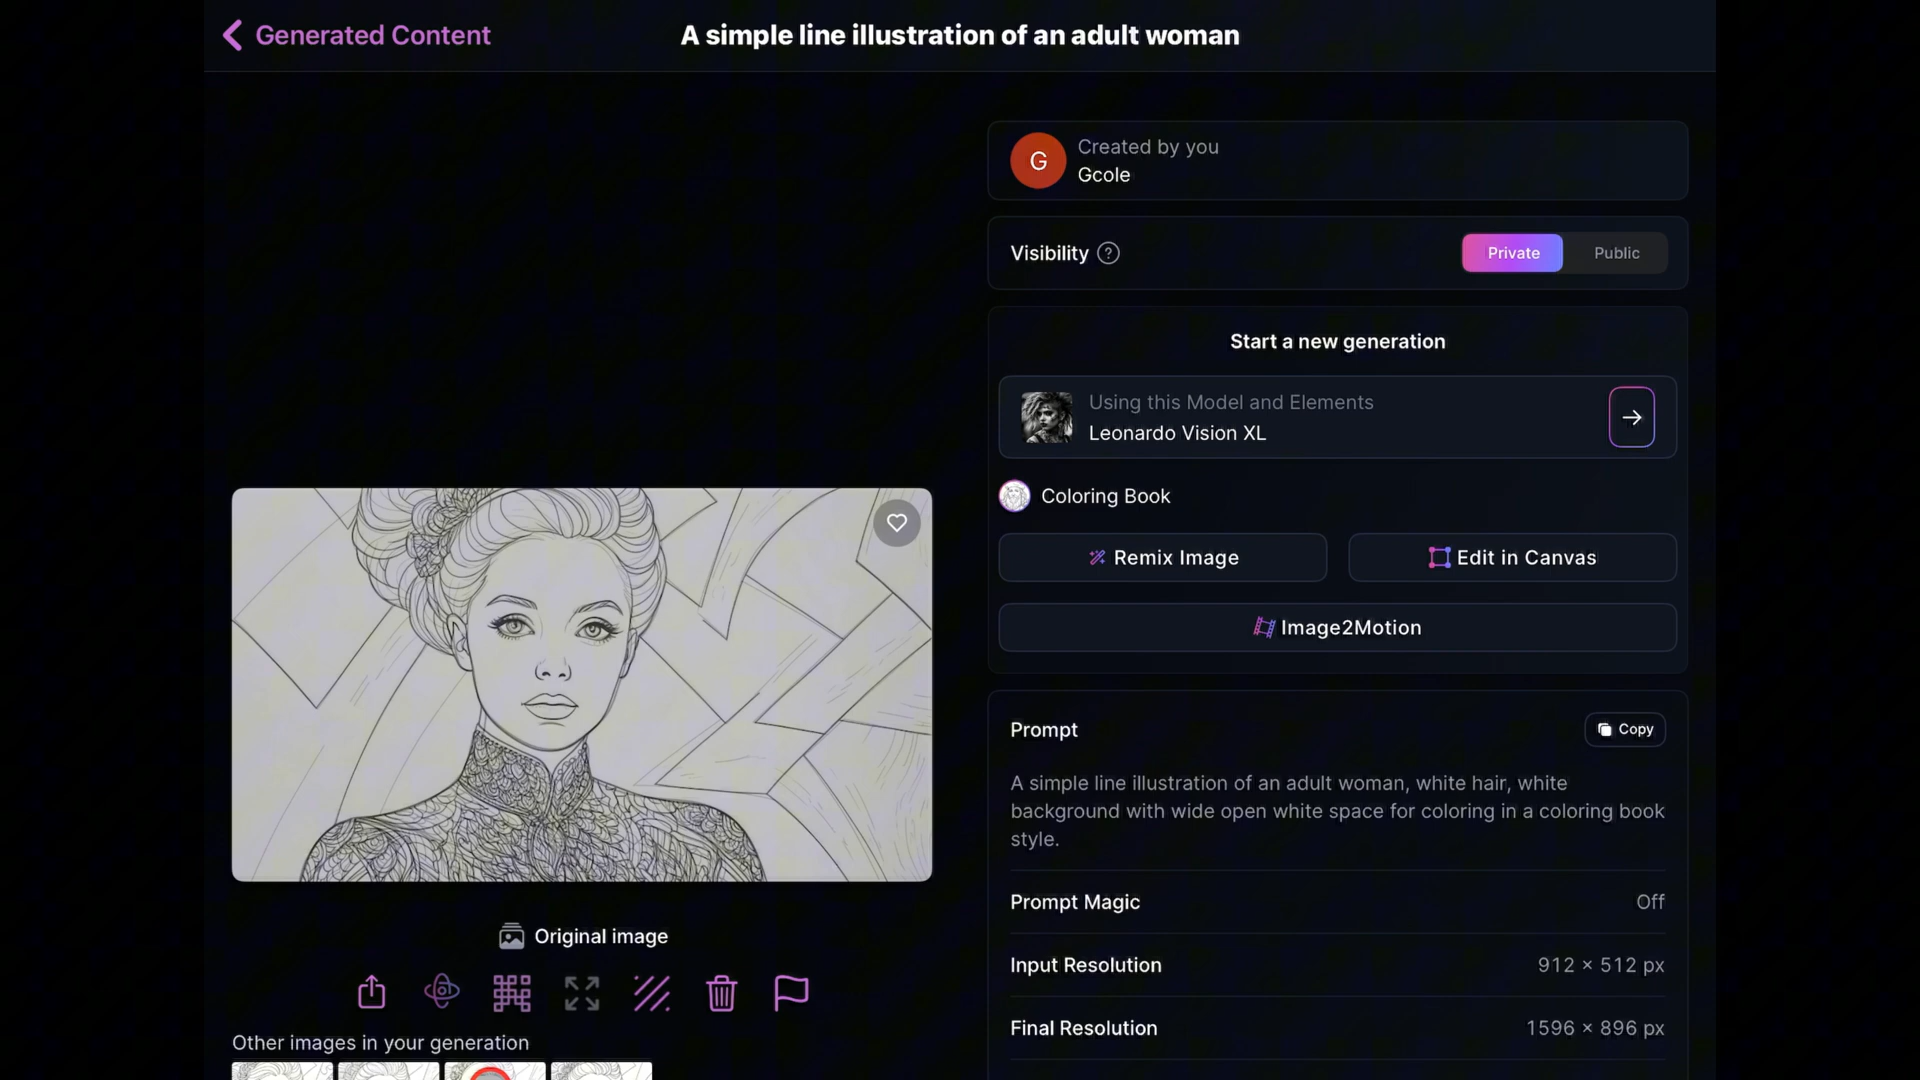 Generated Content
A simple line illustration of an adult woman
G
Created by you
Gcole
Visibility ?
Private
Public
Start a new generation
Using this Model and Elements
Leonardo Vision XL
Coloring Book
Remix Image
Edit in Canvas
Image2Motion
Prompt
Copy
A simple line illustration of an adult woman, white hair, white
background with wide open white space for coloring in a coloring book
style.
Prompt Magic
Off
Input Resolution
912 × 512 px
Final Resolution
1596 × 896 px
Original image
Other images in your generation